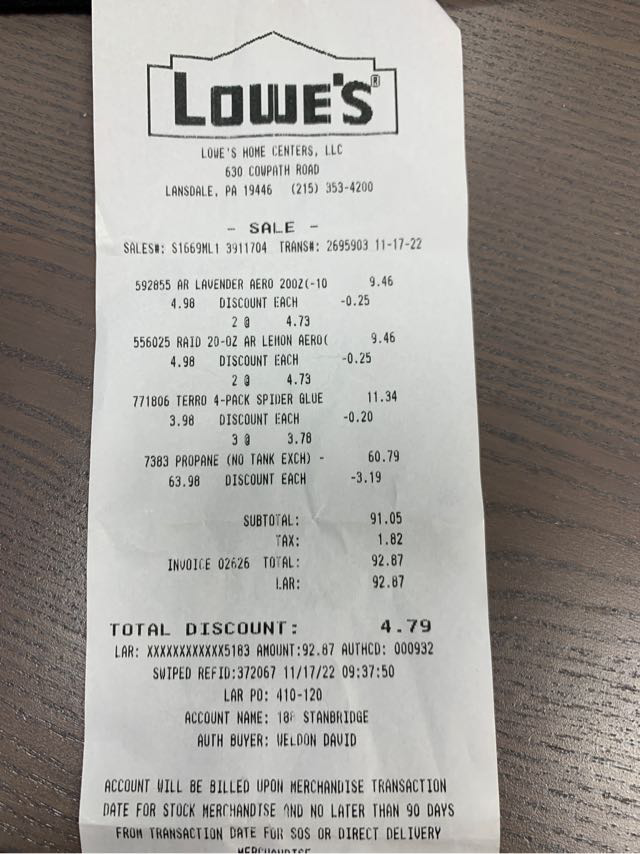 LOWE'S®
LOWE'S HOME CENTERS, LLC
630 COWPATH ROAD
LANSDALE, PA 19446 (215) 353-4200
- SALE -
SALES#: S1669ML1 3911704 TRANS#: 2695903 11-17-22
592855 AR LAVENDER AERO 20OZ(-10 9.46
4.98 DISCOUNT EACH -0.25
2 @ 4.73
556025 RAID 20-OZ AR LEMON AERO( 9.46
4.98 DISCOUNT EACH -0.25
2 @ 4.73
771806 TERRO 4-PACK SPIDER GLUE 11.34
3.98 DISCOUNT EACH -0.20
3 @ 3.78
7383 PROPANE (NO TANK EXCH) - 60.79
63.98 DISCOUNT EACH -3.19
SUBTOTAL: 91.05
TAX: 1.82
INVOICE 02626 TOTAL: 92.87
LAR: 92.87
TOTAL DISCOUNT: 4.79
LAR: XXXXXXXXXXXX5183 AMOUNT:92.87 AUTHCD: 000932
SWIPED REFID:372067 11/17/22 09:37:50
LAR PO: 410-120
ACCOUNT NAME: STANBRIDGE
AUTH BUYER: WELDON DAVID
ACCOUNT WILL BE BILLED UPON MERCHANDISE TRANSACTION
DATE FOR STOCK MERCHANDISE AND NO LATER THAN 90 DAYS
FROM TRANSACTION DATE FOR SOS OR DIRECT DELIVERY
MERCHANDISE